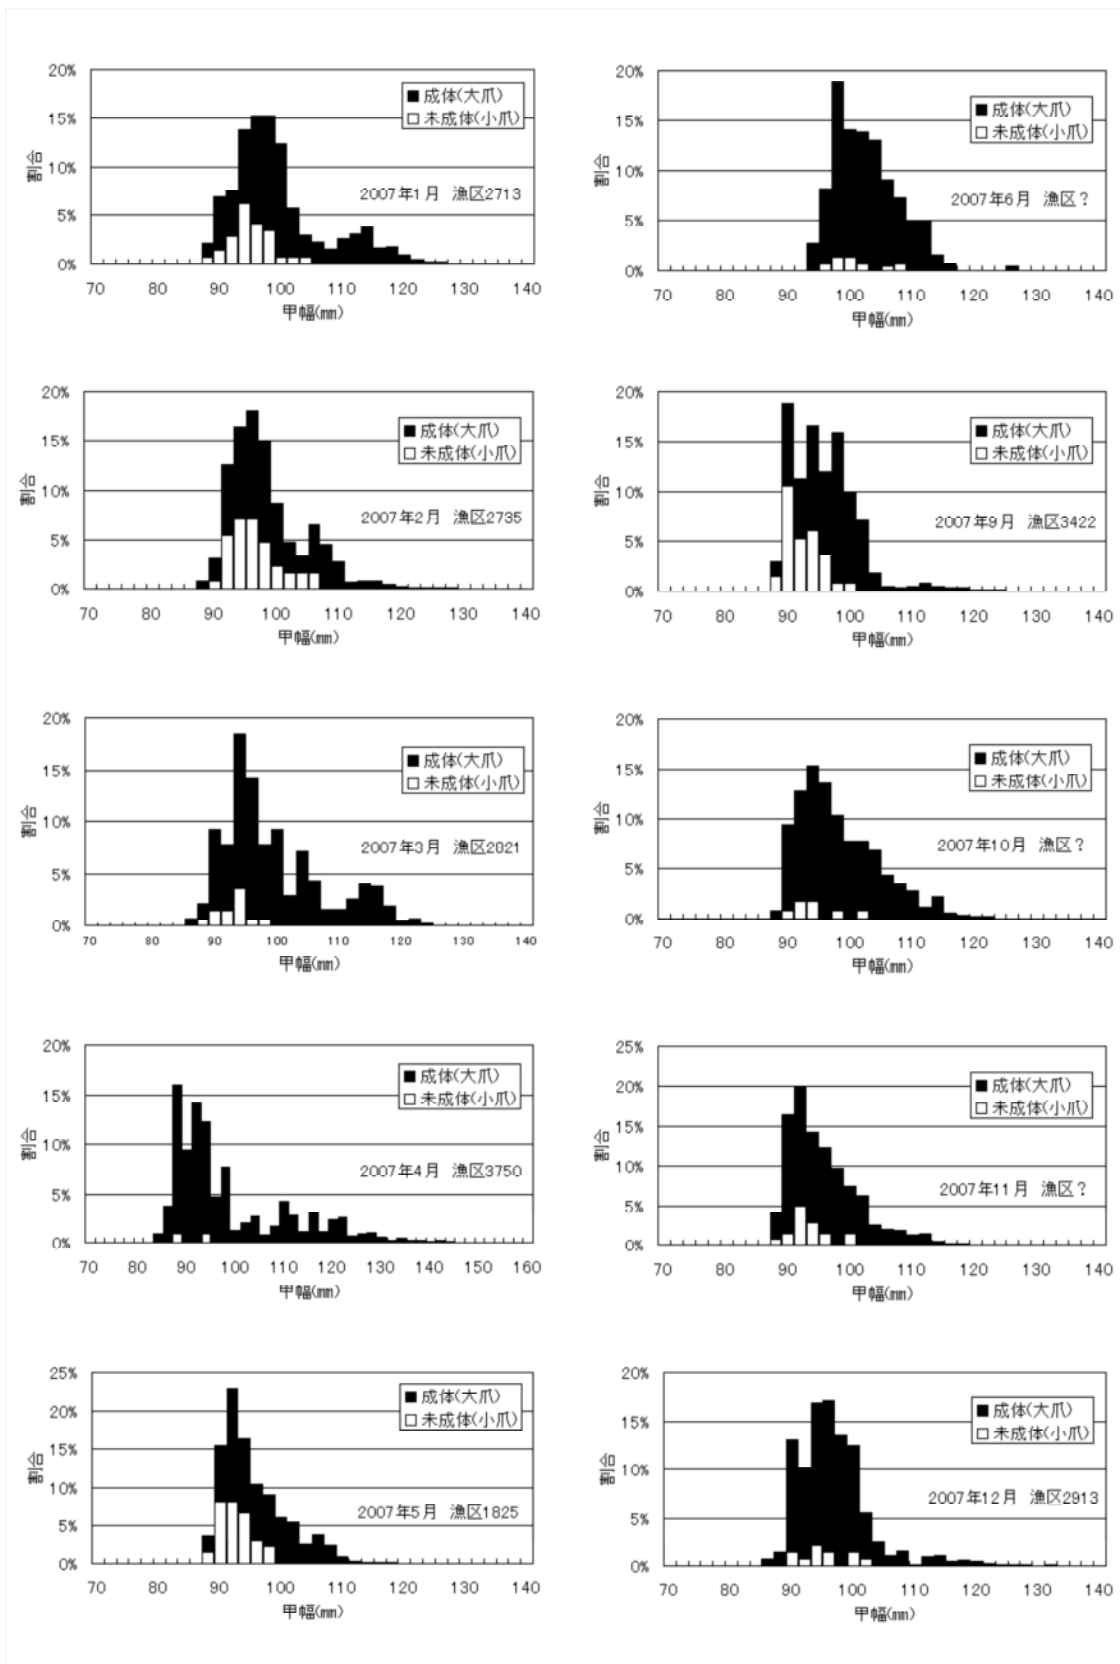 20%
15%
10%
5%
0%
割合
■成体(大爪)
□未成体(小爪)
2007年1月 漁区2713
70 80 90 100 110 120 130 140
甲幅(mm)
20%
15%
10%
5%
0%
割合
■成体(大爪)
□未成体(小爪)
2007年6月 漁区?
70 80 90 100 110 120 130 140
甲幅(mm)
20%
15%
10%
5%
0%
割合
■成体(大爪)
□未成体(小爪)
2007年2月 漁区2735
70 80 90 100 110 120 130 140
甲幅(mm)
20%
15%
10%
5%
0%
割合
■成体(大爪)
□未成体(小爪)
2007年9月 漁区3422
70 80 90 100 110 120 130 140
甲幅(mm)
20%
15%
10%
5%
0%
割合
■成体(大爪)
□未成体(小爪)
2007年3月 漁区2821
70 80 90 100 110 120 130 140
甲幅(mm)
20%
15%
10%
5%
0%
割合
■成体(大爪)
□未成体(小爪)
2007年10月 漁区?
70 80 90 100 110 120 130 140
甲幅(mm)
20%
15%
10%
5%
0%
割合
■成体(大爪)
□未成体(小爪)
2007年4月 漁区3750
70 80 90 100 110 120 130 140 150 160
甲幅(mm)
25%
20%
15%
10%
5%
0%
割合
■成体(大爪)
□未成体(小爪)
2007年11月 漁区?
70 80 90 100 110 120 130 140
甲幅(mm)
25%
20%
15%
10%
5%
0%
割合
■成体(大爪)
□未成体(小爪)
2007年5月 漁区1825
70 80 90 100 110 120 130 140
甲幅(mm)
20%
15%
10%
5%
0%
割合
■成体(大爪)
□未成体(小爪)
2007年12月 漁区2913
70 80 90 100 110 120 130 140
甲幅(mm)